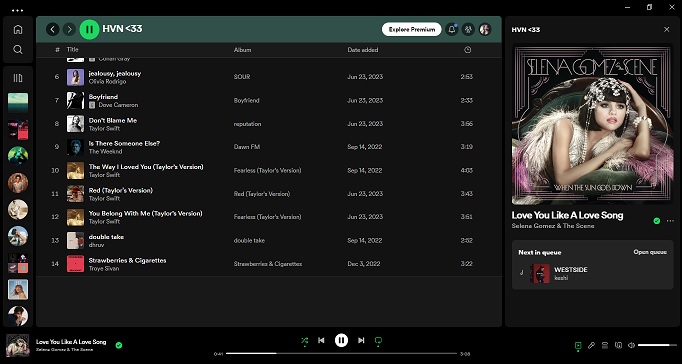 HVN <33
Explore Premium
# Title Album Date added
Conan Gray
6 jealousy, jealousy SOUR Jun 23, 2023 2:53
Olivia Rodrigo
Boyfriend Boyfriend Jun 23, 2023 2:33
E Dove Cameron
8 Don't Blame Me reputation Jun 23, 2023 3:56
Taylor Swift
9 Is There Someone Else? Dawn FM Sep 14, 2022 3:19
The Weeknd
10 The Way I Loved You (Taylor's Version) Fearless (Taylor's Version) Sep 14, 2022 4:03
Taylor Swift
11 Red (Taylor's Version) Red (Taylor's Version) Jun 23, 2023 3:43
Taylor Swift
12 You Belong With Me (Taylor's Version) Fearless (Taylor's Version) Jun 23, 2023 3:51
Taylor Swift
13 double take double take Sep 14, 2022 2:52
dhruv
14 Strawberries & Cigarettes Strawberries & Cigarettes Dec 3, 2022 3:22
Troye Sivan
HVN <33
SELENA GOMEZ & THE SCENE
WHEN THE SUN GOES DOWN
Love You Like A Love Song
Selena Gomez & The Scene
Next in queue Open queue
WESTSIDE
keshi
Love You Like A Love Song
Selena Gomez & The Scene
0:41 3:08